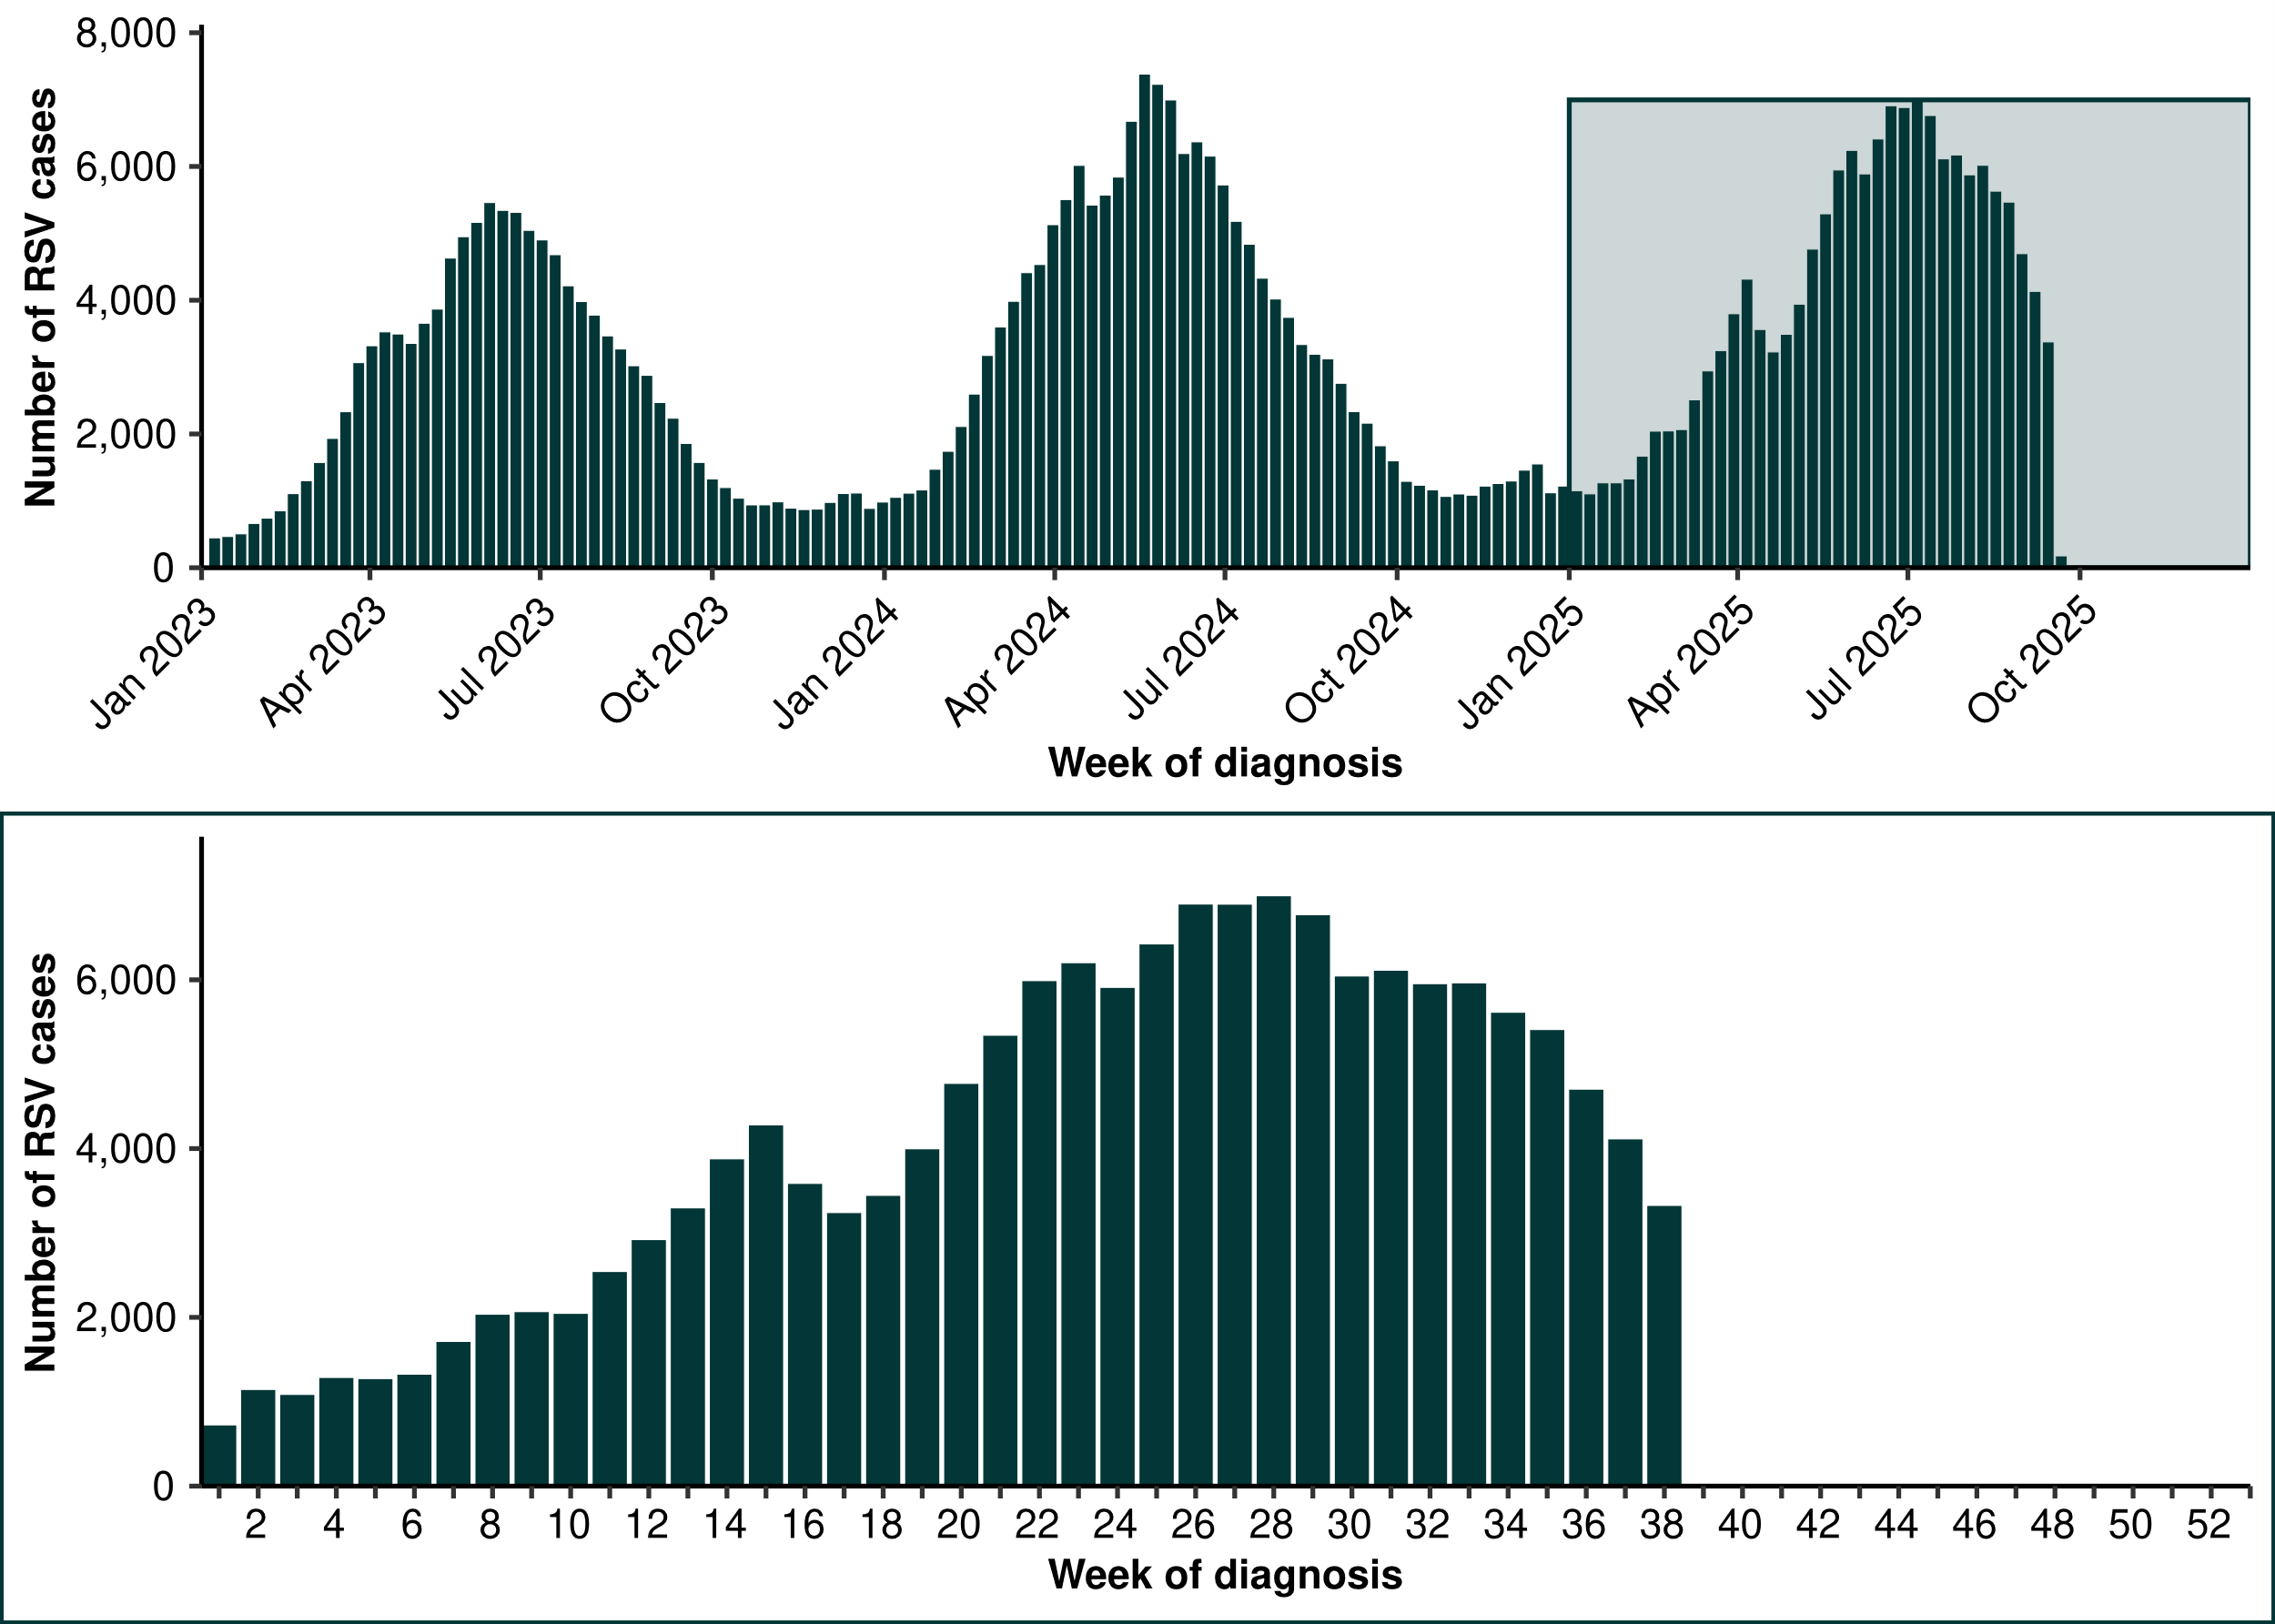 8,000
6,000
4,000
2,000
0
Number of RSV cases
Jan 2023
Apr 2023
Jul 2023
Oct 2023
Jan 2024
Apr 2024
Jul 2024
Oct 2024
Jan 2025
Apr 2025
Jul 2025
Oct 2025
Week of diagnosis
6,000
4,000
2,000
0
Number of RSV cases
2 4 6 8 10 12 14 16 18 20 22 24 26 28 30 32 34 36 38 40 42 44 46 48 50 52
Week of diagnosis